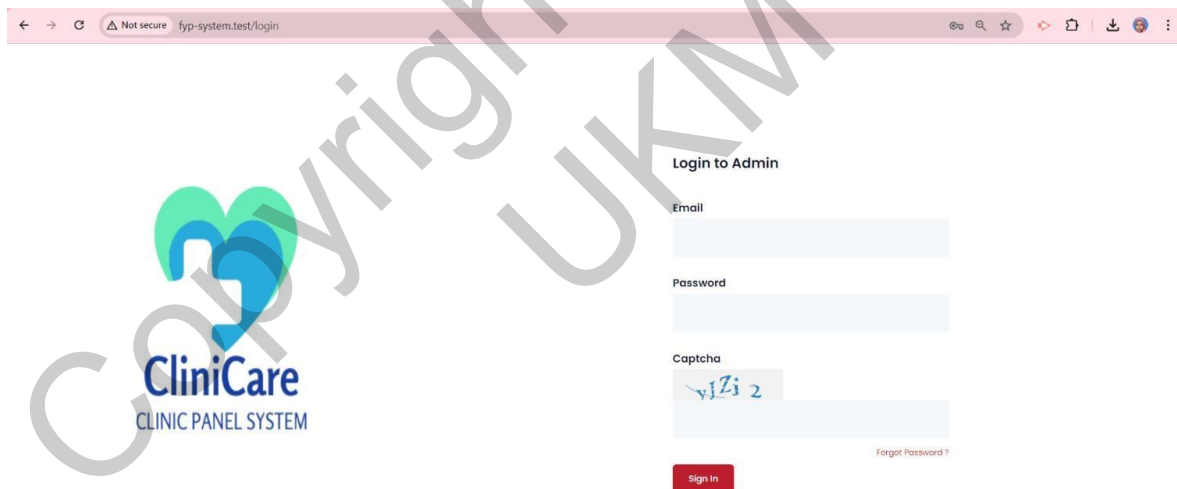 Not secure fyp-system.test/login
Copyright
UKM
Login to Admin
Email
Password
Captcha
CliniCare
CLINIC PANEL SYSTEM
Forgot Password ?
Sign In